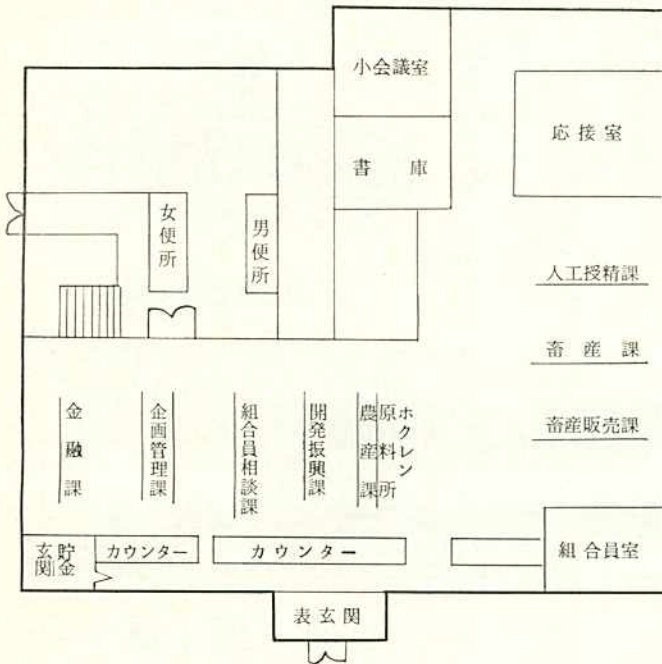 小会議室
応接室
書庫
女便所
男便所
人工授精課
畜産課
畜産販売課
金融課
企画管理課
組合員相談課
開発振興課
農産課
原料所
ホクレン
貯金
玄関
カウンター
カウンター
組合員室
表玄関